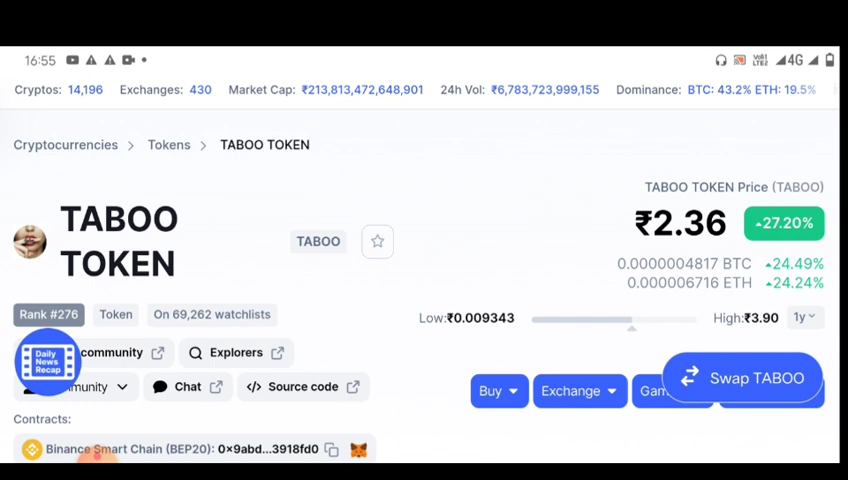 16:55 Vol1 LTE2 4G
Cryptos: 14,196 Exchanges: 430 Market Cap: ₹213,813,472,648,901 24h Vol: ₹6,783,723,999,155 Dominance: BTC: 43.2% ETH: 19.5%
Cryptocurrencies > Tokens > TABOO TOKEN
TABOO TOKEN Price (TABOO)
TABOO
TOKEN
TABOO
₹2.36 27.20%
0.0000004817 BTC 24.49%
0.000006716 ETH 24.24%
Rank #276 Token On 69,262 watchlists
Low:₹0.009343 High:₹3.90 1y
Daily
News
Recap
community Explorers
munity Chat </> Source code
Buy Exchange Gam
Swap TABOO
Contracts:
Binance Smart Chain (BEP20): 0x9abd...3918fd0